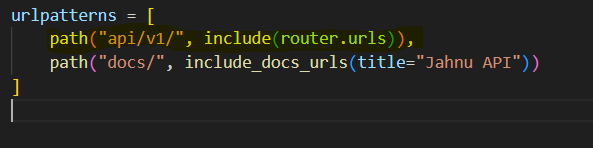 urlpatterns = [
    path("api/v1/", include(router.urls)),
    path("docs/", include_docs_urls(title="Jahnu API"))
]